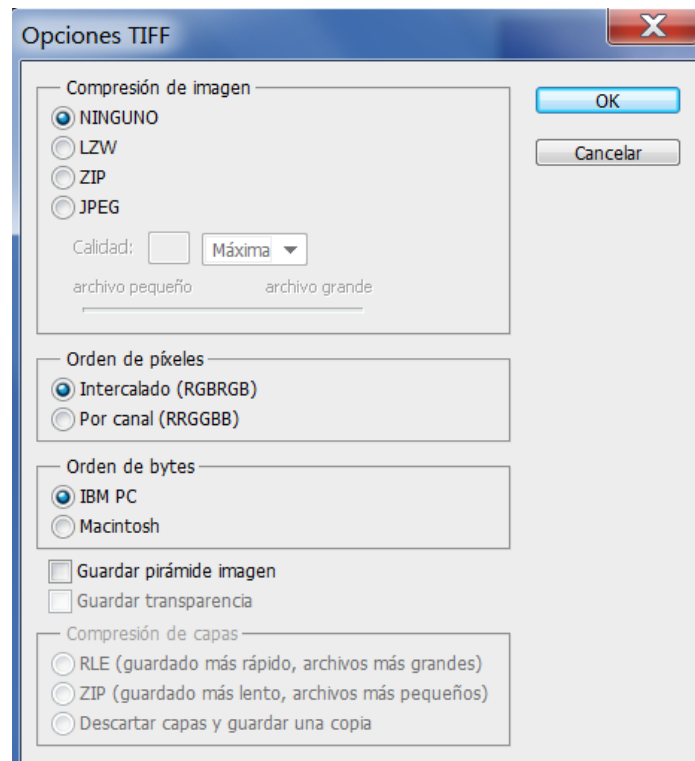 Opciones TIFF
Compresión de imagen
OK
NINGUNO
LZW
Cancelar
ZIP
JPEG
Calidad:
Máxima
archivo pequeño
archivo grande
Orden de píxeles
Intercalado (RGBRGB)
Por canal (RRGGBB)
Orden de bytes
IBM PC
Macintosh
Guardar pirámide imagen
Guardar transparencia
Compresión de capas
RLE (guardado más rápido, archivos más grandes)
ZIP (guardado más lento, archivos más pequeños)
Descartar capas y guardar una copia